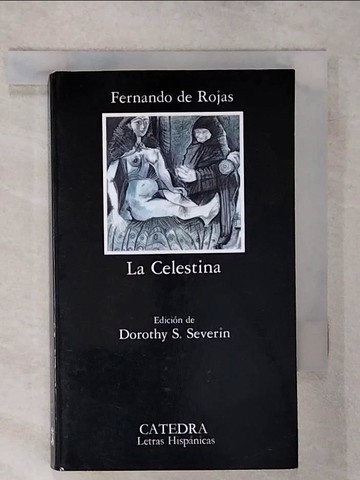 Fernando de Rojas
La Celestina
Edición de
Dorothy S. Severin
CATEDRA
Letras Hispánicas